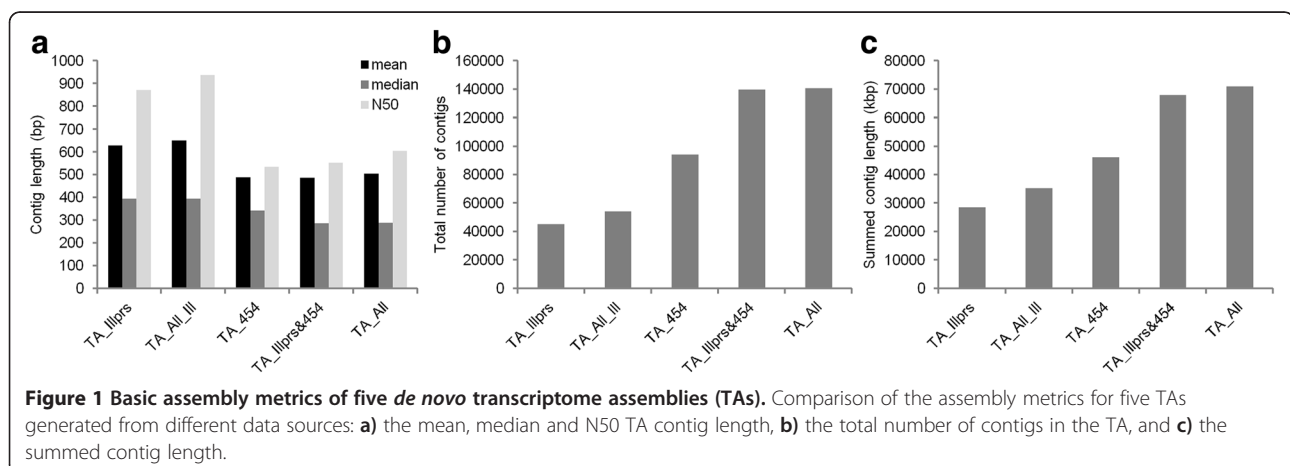 a
1000
900
800
700
600
500
400
300
200
100
0
Contig length (bp)
mean
median
N50
TA_Illprs
TA_All_Ill
TA_454
TA_Illprs&454
TA_All
b
160000
140000
120000
100000
80000
60000
40000
20000
0
Total number of contigs
TA_Illprs
TA_All_Ill
TA_454
TA_Illprs&454
TA_All
c
80000
70000
60000
50000
40000
30000
20000
10000
0
Summed contig length (kbp)
TA_Illprs
TA_All_Ill
TA_454
TA_Illprs&454
TA_All
Figure 1 Basic assembly metrics of five de novo transcriptome assemblies (TAs). Comparison of the assembly metrics for five TAs
generated from different data sources: a) the mean, median and N50 TA contig length, b) the total number of contigs in the TA, and c) the
summed contig length.